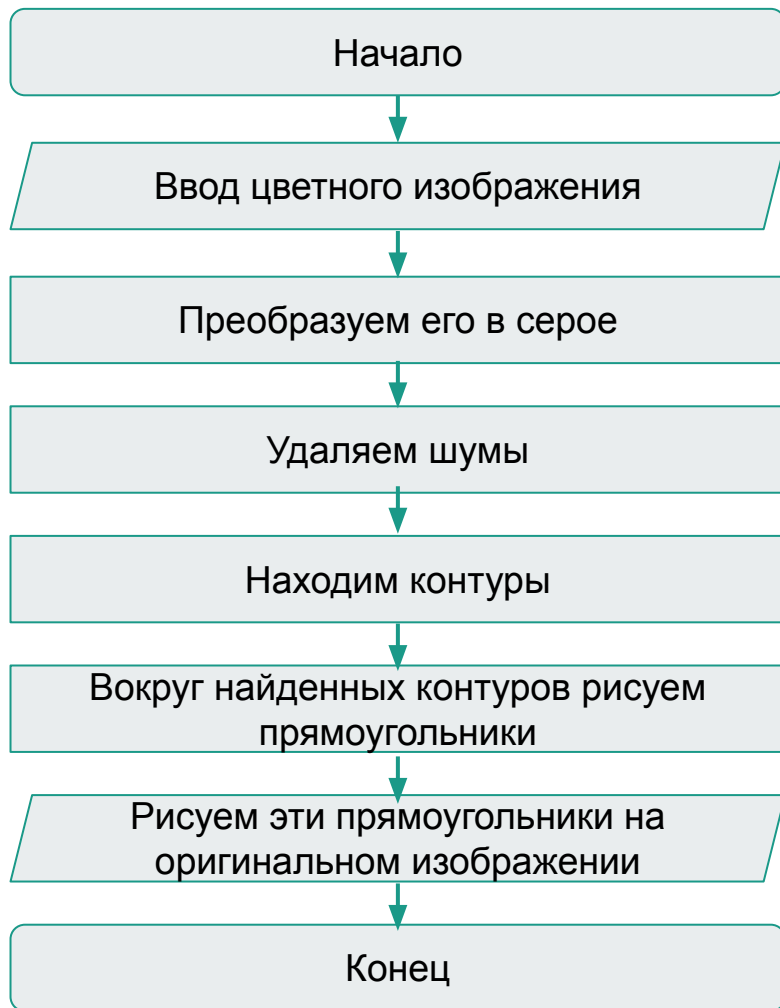 Начало
Ввод цветного изображения
Преобразуем его в серое
Удаляем шумы
Находим контуры
Вокруг найденных контуров рисуем
прямоугольники
Рисуем эти прямоугольники на
оригинальном изображении
Конец